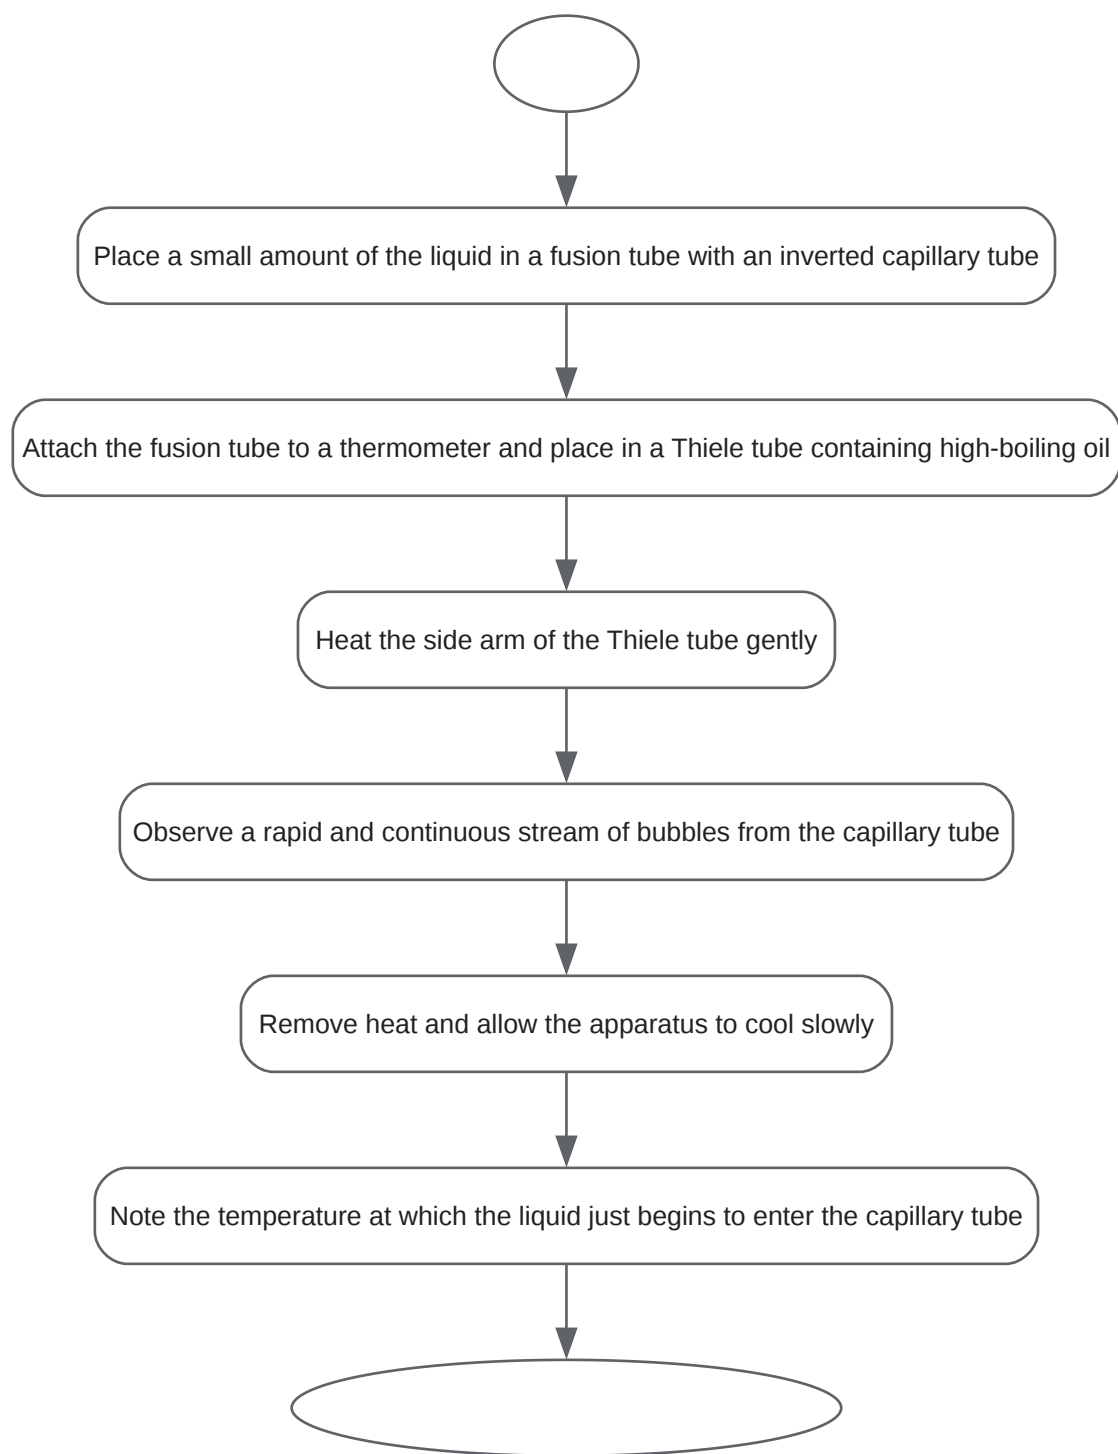 Place a small amount of the liquid in a fusion tube with an inverted capillary tube
Attach the fusion tube to a thermometer and place in a Thiele tube containing high-boiling oil
Heat the side arm of the Thiele tube gently
Observe a rapid and continuous stream of bubbles from the capillary tube
Remove heat and allow the apparatus to cool slowly
Note the temperature at which the liquid just begins to enter the capillary tube